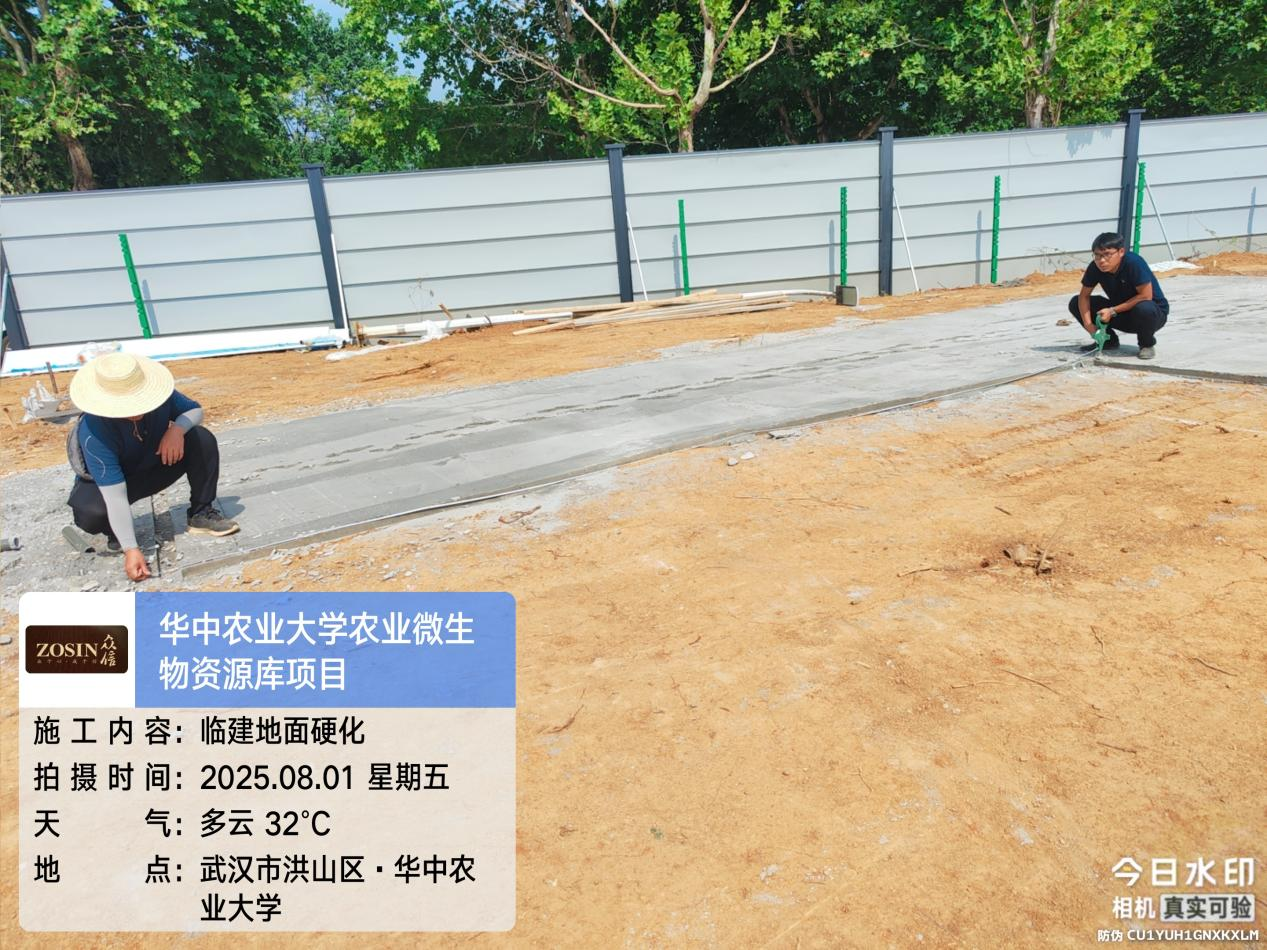 华中农业大学农业微生
物资源库项目
ZOSIN 众信
施工内容：临建地面硬化
拍摄时间：2025.08.01 星期五
天气：多云 32℃
地点：武汉市洪山区·华中农
业大学
今日水印
相机 真实可验
防伪 CU1YUH1GNXKXLM